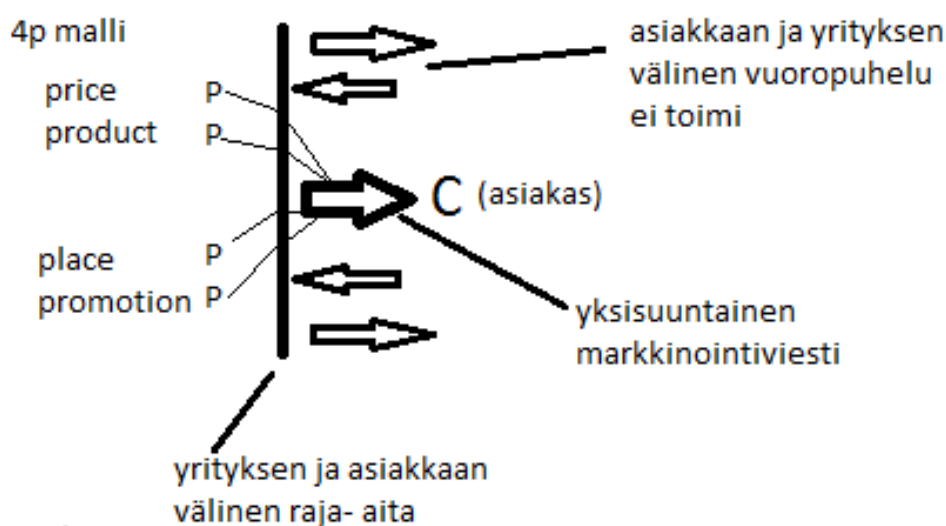 4p malli
price P
product P
place P
promotion P
C (asiakas)
asiakkaan ja yrityksen
välinen vuoropuhelu
ei toimi
yksisuuntainen
markkinointiviesti
yrityksen ja asiakkaan
välinen raja- aita